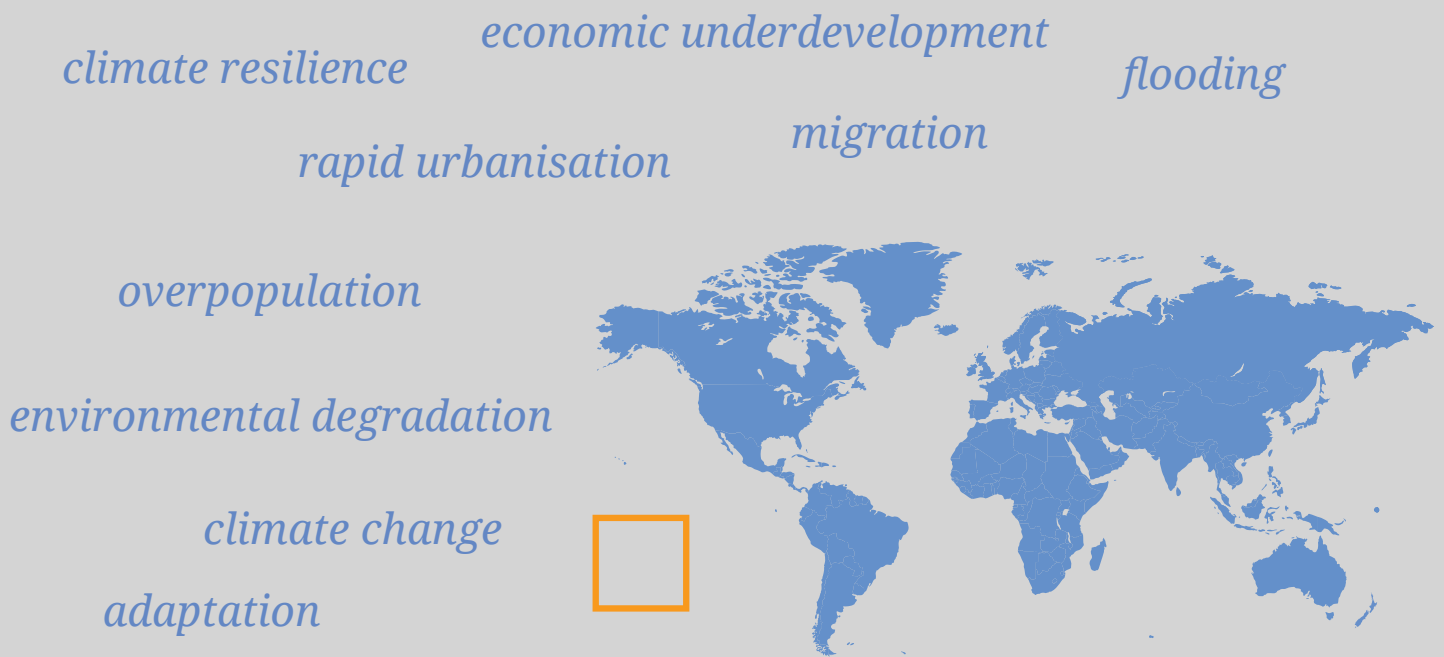 economic underdevelopment
climate resilience
flooding
migration
rapid urbanisation
overpopulation
environmental degradation
climate change
adaptation